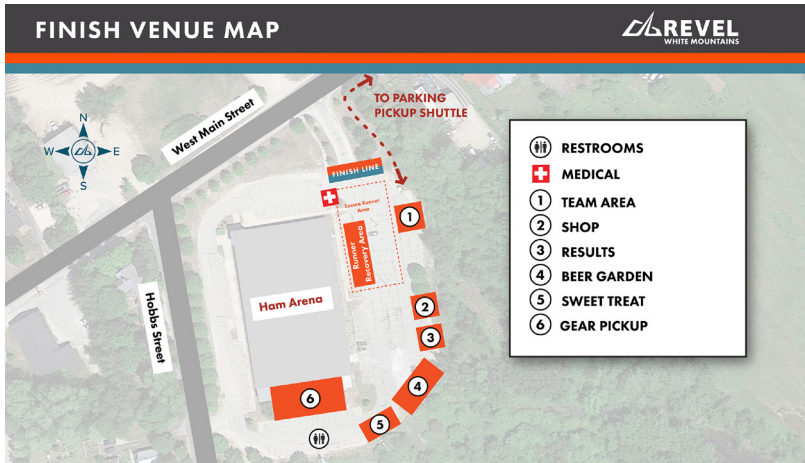 FINISH VENUE MAP
REVEL
WHITE MOUNTAINS
TO PARKING
PICKUP SHUTTLE
West Main Street
N
W
E
S
FINISH LINE
Secure Runner
Area
1
Runner
Recovery Area
Ham Arena
Hobbs Street
2
3
4
6
5
RESTROOMS
MEDICAL
1 TEAM AREA
2 SHOP
3 RESULTS
4 BEER GARDEN
5 SWEET TREAT
6 GEAR PICKUP